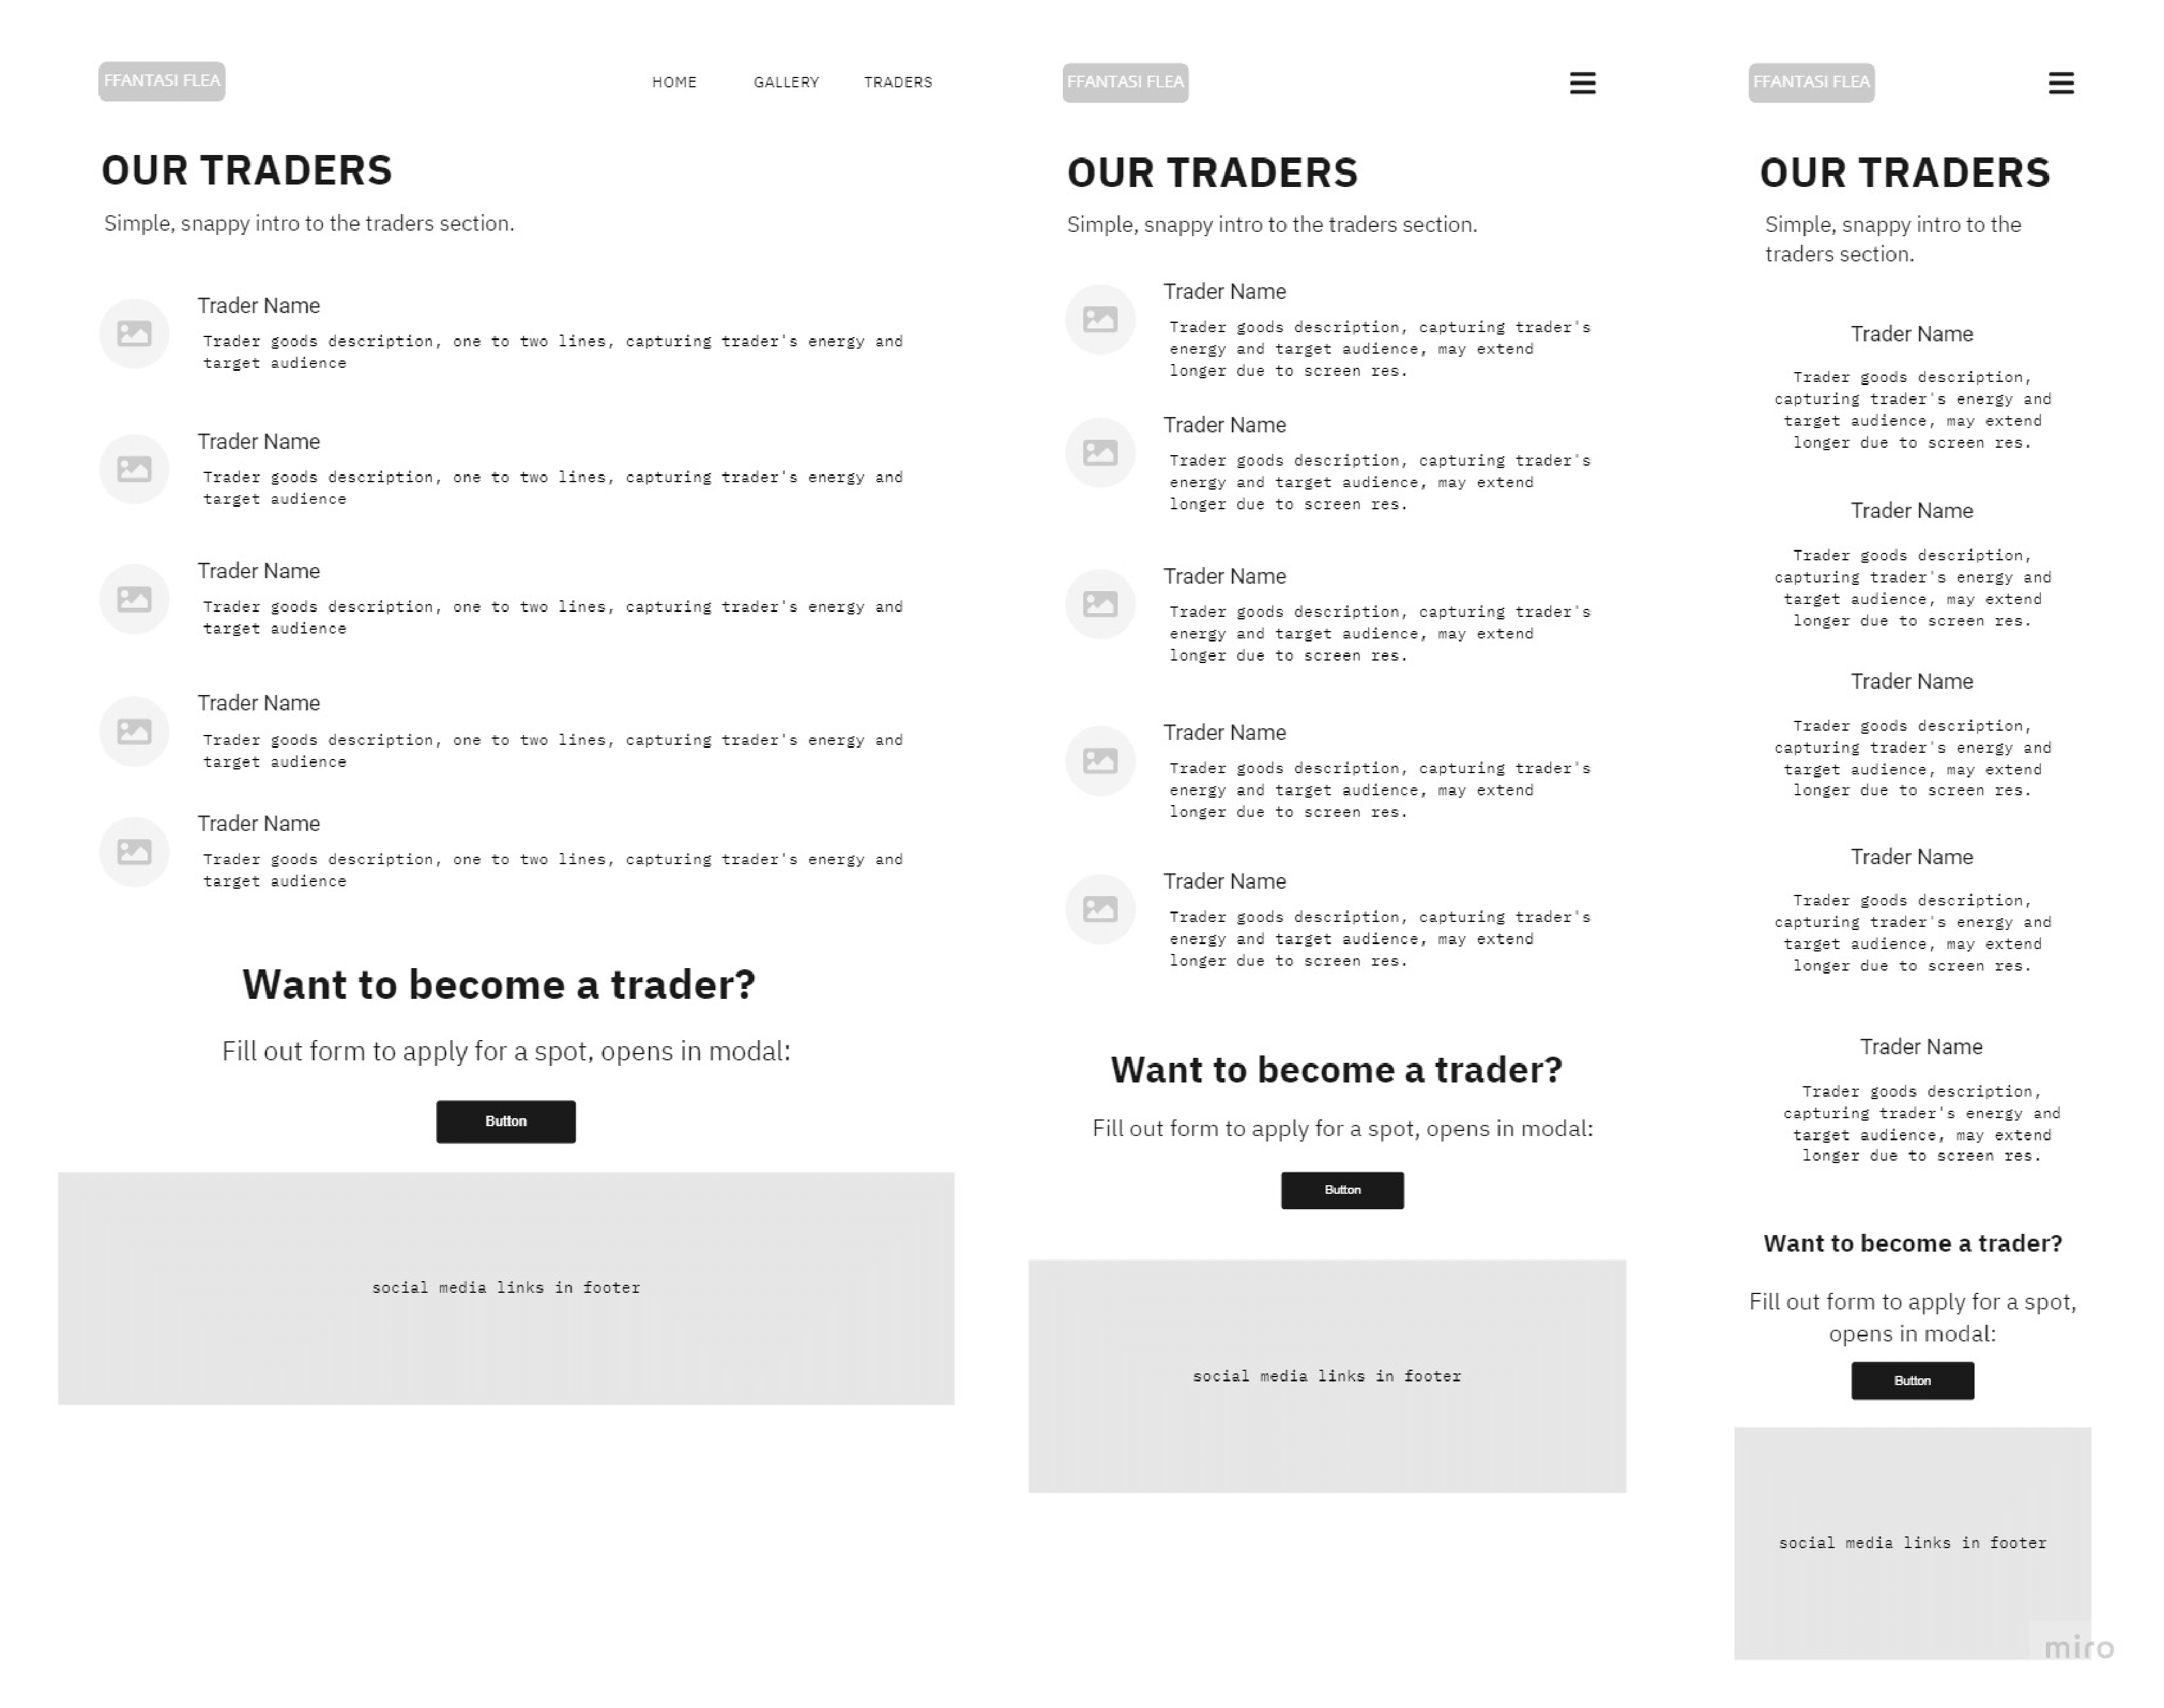 FFANTASI FLEA
HOME GALLERY TRADERS
OUR TRADERS
Simple, snappy intro to the traders section.
Trader Name
Trader goods description, one to two lines, capturing trader's energy and
target audience
Trader Name
Trader goods description, one to two lines, capturing trader's energy and
target audience
Trader Name
Trader goods description, one to two lines, capturing trader's energy and
target audience
Trader Name
Trader goods description, one to two lines, capturing trader's energy and
target audience
Trader Name
Trader goods description, one to two lines, capturing trader's energy and
target audience
Want to become a trader?
Fill out form to apply for a spot, opens in modal:
Button
social media links in footer
FFANTASI FLEA
OUR TRADERS
Simple, snappy intro to the traders section.
Trader Name
Trader goods description, capturing trader's
energy and target audience, may extend
longer due to screen res.
Trader Name
Trader goods description, capturing trader's
energy and target audience, may extend
longer due to screen res.
Trader Name
Trader goods description, capturing trader's
energy and target audience, may extend
longer due to screen res.
Trader Name
Trader goods description, capturing trader's
energy and target audience, may extend
longer due to screen res.
Trader Name
Trader goods description, capturing trader's
energy and target audience, may extend
longer due to screen res.
Want to become a trader?
Fill out form to apply for a spot, opens in modal:
Button
social media links in footer
FFANTASI FLEA
OUR TRADERS
Simple, snappy intro to the
traders section.
Trader Name
Trader goods description,
capturing trader's energy and
target audience, may extend
longer due to screen res.
Trader Name
Trader goods description,
capturing trader's energy and
target audience, may extend
longer due to screen res.
Trader Name
Trader goods description,
capturing trader's energy and
target audience, may extend
longer due to screen res.
Trader Name
Trader goods description,
capturing trader's energy and
target audience, may extend
longer due to screen res.
Trader Name
Trader goods description,
capturing trader's energy and
target audience, may extend
longer due to screen res.
Want to become a trader?
Fill out form to apply for a spot,
opens in modal:
Button
social media links in footer
miro